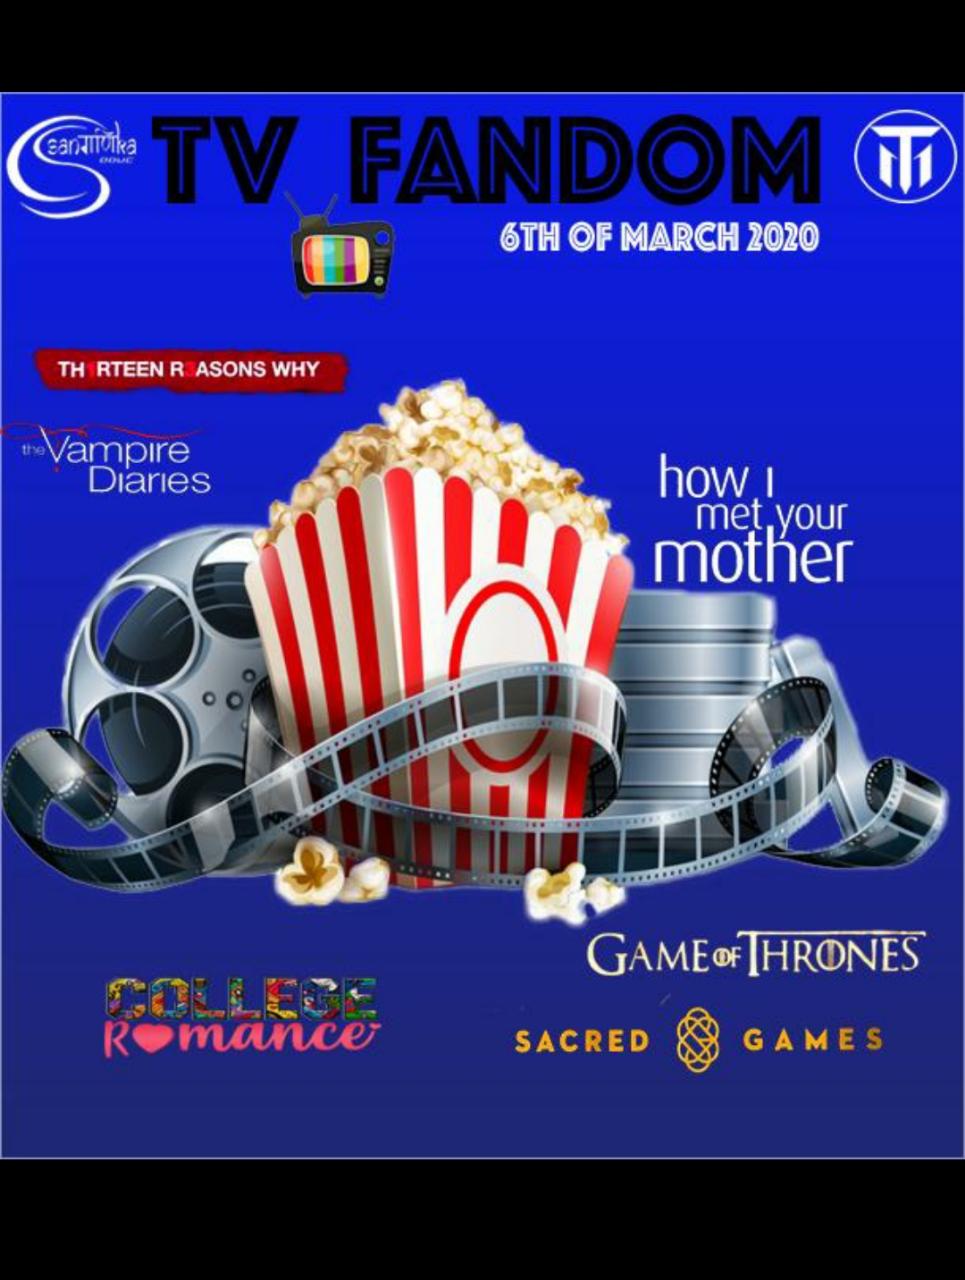 TV FANDOM
6TH OF MARCH 2020
TH1RTEEN R3ASONS WHY
the Vampire
Diaries
how i
met your
mother
GAME OF THRONES
COLLEGE
Romance
SACRED GAMES